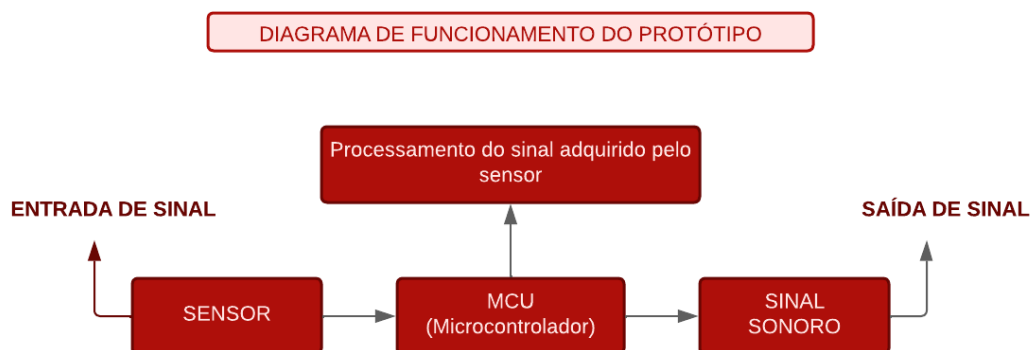 DIAGRAMA DE FUNCIONAMENTO DO PROTÓTIPO
Processamento do sinal adquirido pelo
sensor
ENTRADA DE SINAL
SAÍDA DE SINAL
SENSOR
MCU
(Microcontrolador)
SINAL
SONORO